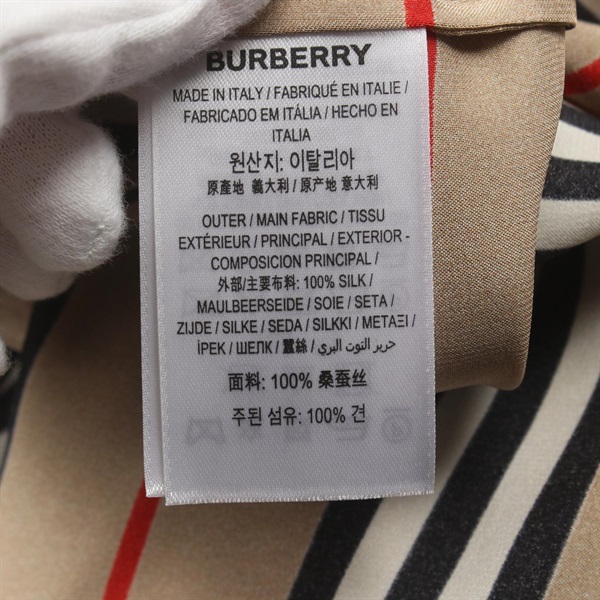 BURBERRY
MADE IN ITALY / FABRIQUÉ EN ITALIE /
FABRICADO EM ITÁLIA / HECHO EN
ITALIA
원산지: 이탈리아
原產地 義大利 / 原产地 意大利
OUTER / MAIN FABRIC / TISSU
EXTÉRIEUR / PRINCIPAL / EXTERIOR -
COMPOSICION PRINCIPAL /
外部/主要布料: 100% SILK /
MAULBEERSEIDE / SOIE / SETA /
ZIJDE / SILKE / SEDA / SILKKI / ΜΕΤΑΞΙ /
İPEK / ШЕЛК / 蠶絲 / حرير التوت البري
面料: 100% 桑蚕丝
주된 섬유: 100% 견